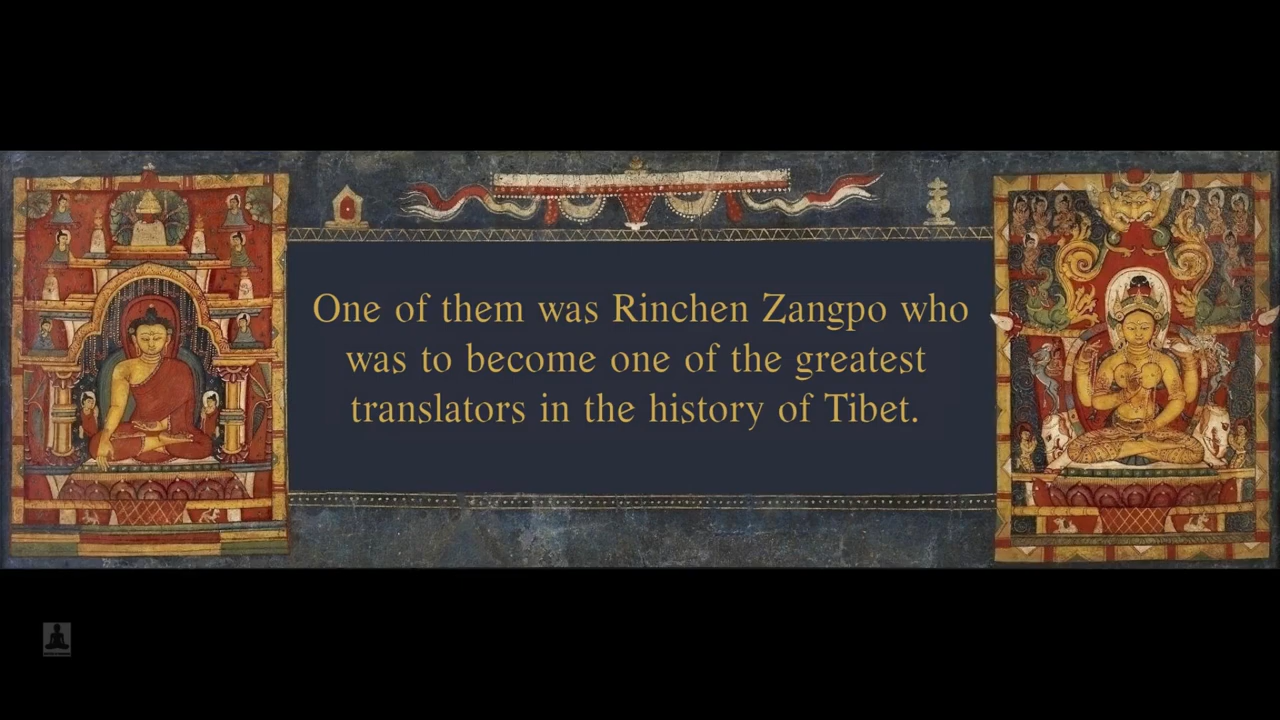 One of them was Rinchen Zangpo who
was to become one of the greatest
translators in the history of Tibet.